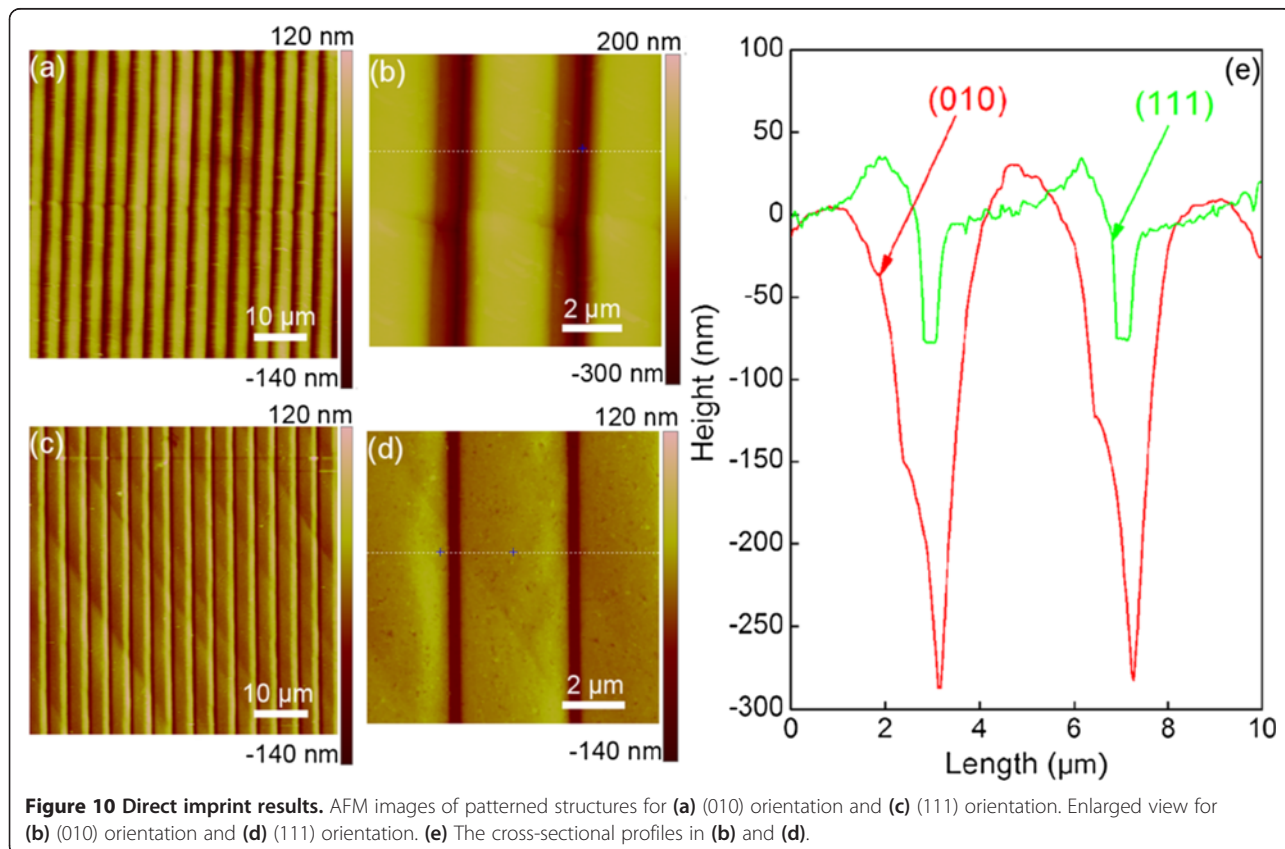 120 nm
(a)
10 µm
-140 nm
200 nm
(b)
2 µm
-300 nm
120 nm
(c)
10 µm
-140 nm
120 nm
(d)
2 µm
-140 nm
(e)
(010)
(111)
100
50
0
-50
-100
-150
-200
-250
-300
Height (nm)
0 2 4 6 8 10
Length (µm)
Figure 10 Direct imprint results. AFM images of patterned structures for (a) (010) orientation and (c) (111) orientation. Enlarged view for
(b) (010) orientation and (d) (111) orientation. (e) The cross-sectional profiles in (b) and (d).